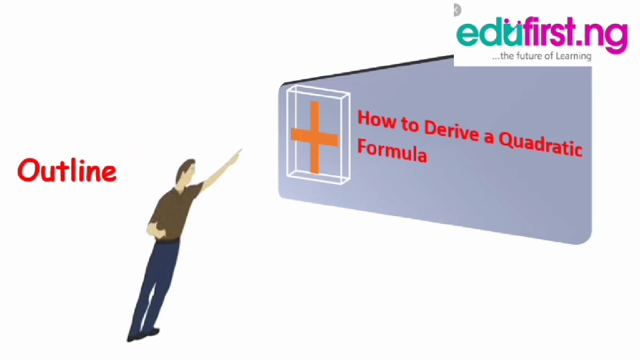 edufirst.ng
...the future of Learning
How to Derive a Quadratic
Formula
Outline